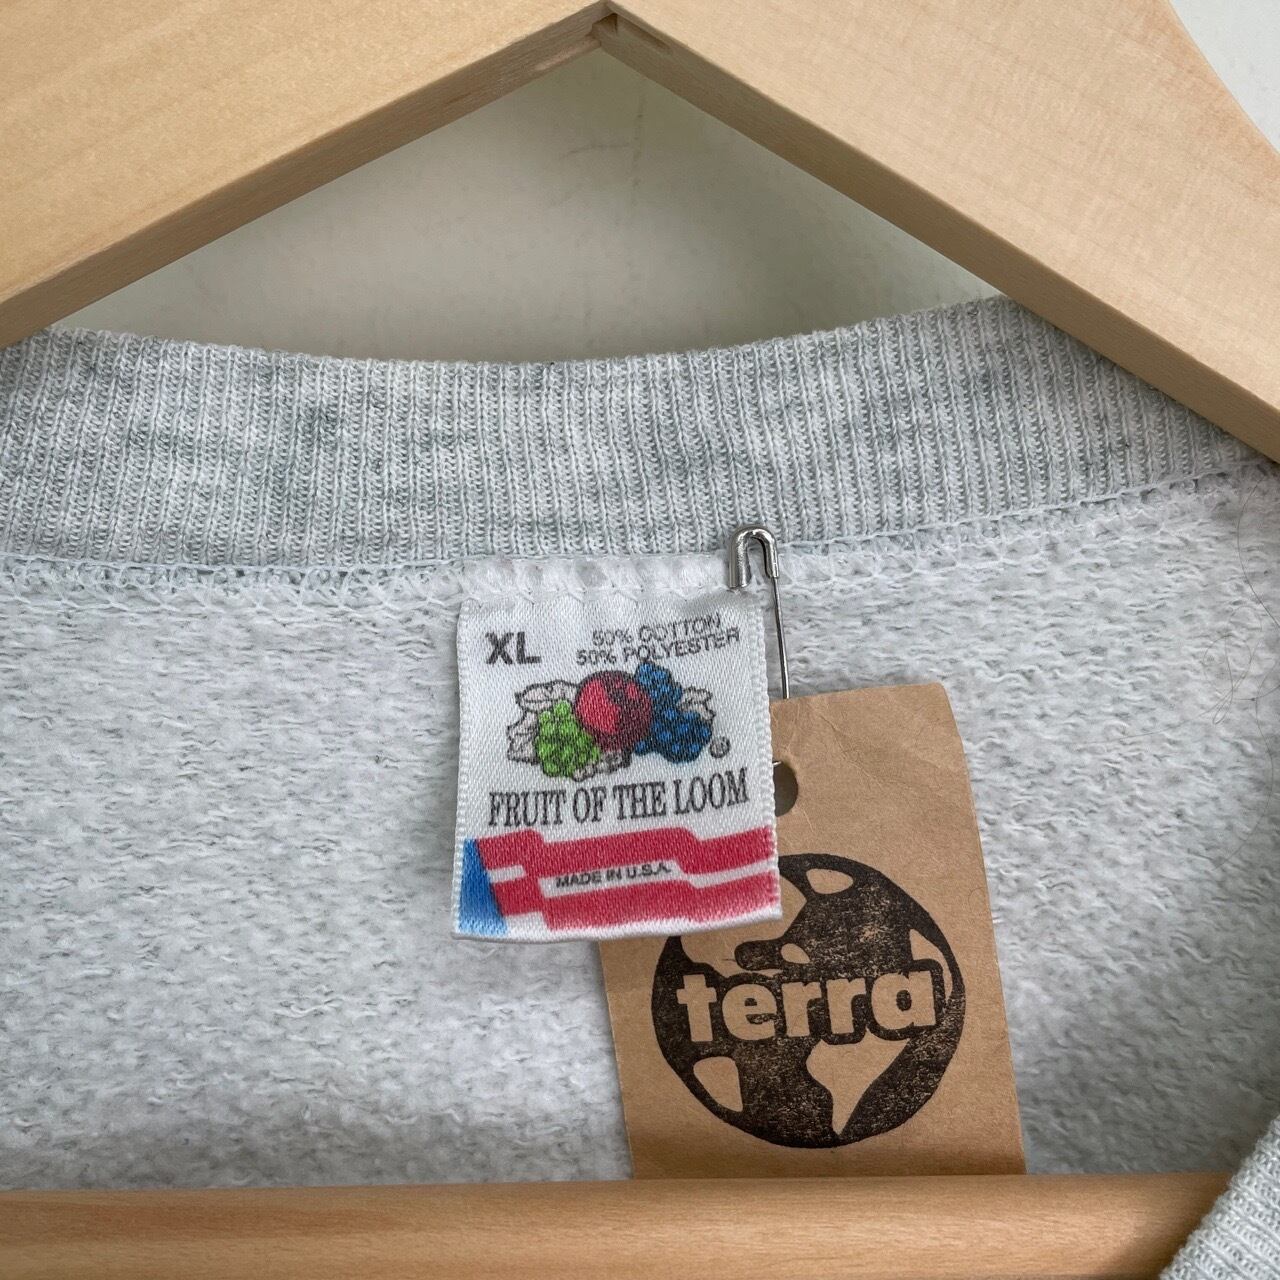 XL
50% COTTON
50% POLYESTER
®
FRUIT OF THE LOOM
MADE IN U.S.A.
terra